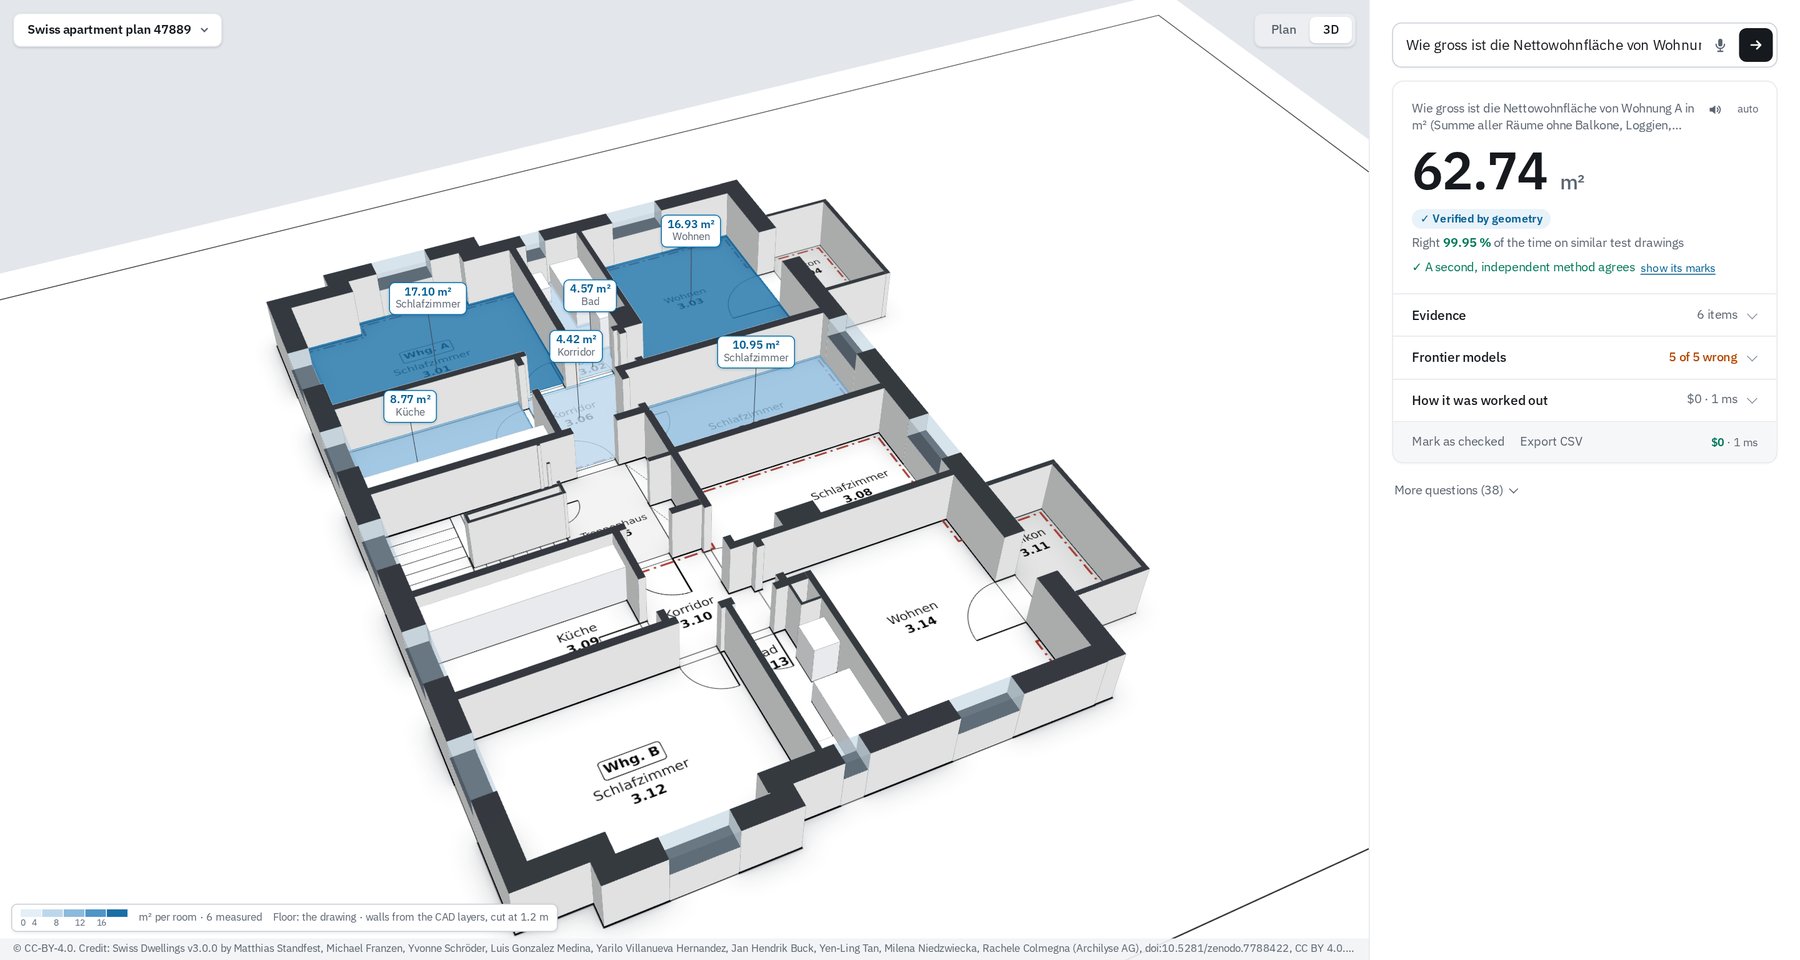 Swiss apartment plan 47889
Plan
3D
16.93 m²
Wohnen
17.10 m²
Schlafzimmer
4.57 m²
Bad
4.42 m²
Korridor
10.95 m²
Schlafzimmer
8.77 m²
Küche
Wohnen
3.03
Whg. A
Schlafzimmer
3.01
3.02
Korridor
3.06
Schlafzimmer
Schlafzimmer
3.08
3.11
Korridor
3.10
Küche
3.09
Wohnen
3.14
Whg. B
Schlafzimmer
3.12
0 4 8 12 16
m² per room · 6 measured Floor: the drawing · walls from the CAD layers, cut at 1.2 m
© CC-BY-4.0. Credit: Swiss Dwellings v3.0.0 by Matthias Standfest, Michael Franzen, Yvonne Schröder, Luis Gonzalez Medina, Yarilo Villanueva Hernandez, Jan Hendrik Buck, Yen-Ling Tan, Milena Niedzwiecka, Rachele Colmegna (Archilyse AG), doi:10.5281/zenodo.7788422, CC BY 4.0....
Wie gross ist die Nettowohnfläche von Wohnur
Wie gross ist die Nettowohnfläche von Wohnung A in
m² (Summe aller Räume ohne Balkone, Loggien,...
auto
62.74 m²
✓ Verified by geometry
Right 99.95 % of the time on similar test drawings
✓ A second, independent method agrees show its marks
Evidence
6 items
Frontier models
5 of 5 wrong
How it was worked out
$0 · 1 ms
Mark as checked
Export CSV
$0 · 1 ms
More questions (38)